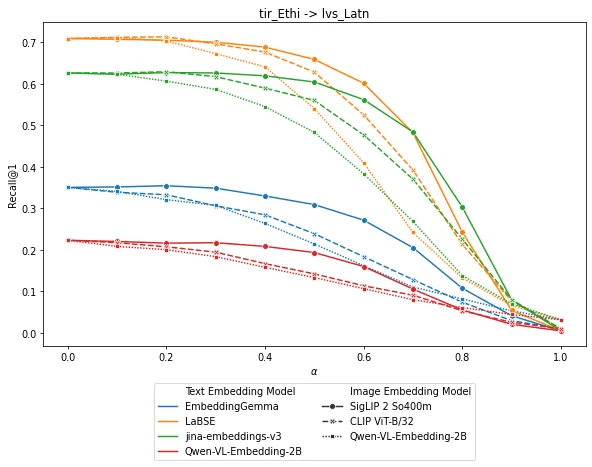 tir_Ethi -> lvs_Latn
Recall@1
0.7
0.6
0.5
0.4
0.3
0.2
0.1
0.0
0.0 0.2 0.4 0.6 0.8 1.0
α
Text Embedding Model
EmbeddingGemma
LaBSE
jina-embeddings-v3
Qwen-VL-Embedding-2B
Image Embedding Model
SigLIP 2 So400m
CLIP ViT-B/32
Qwen-VL-Embedding-2B